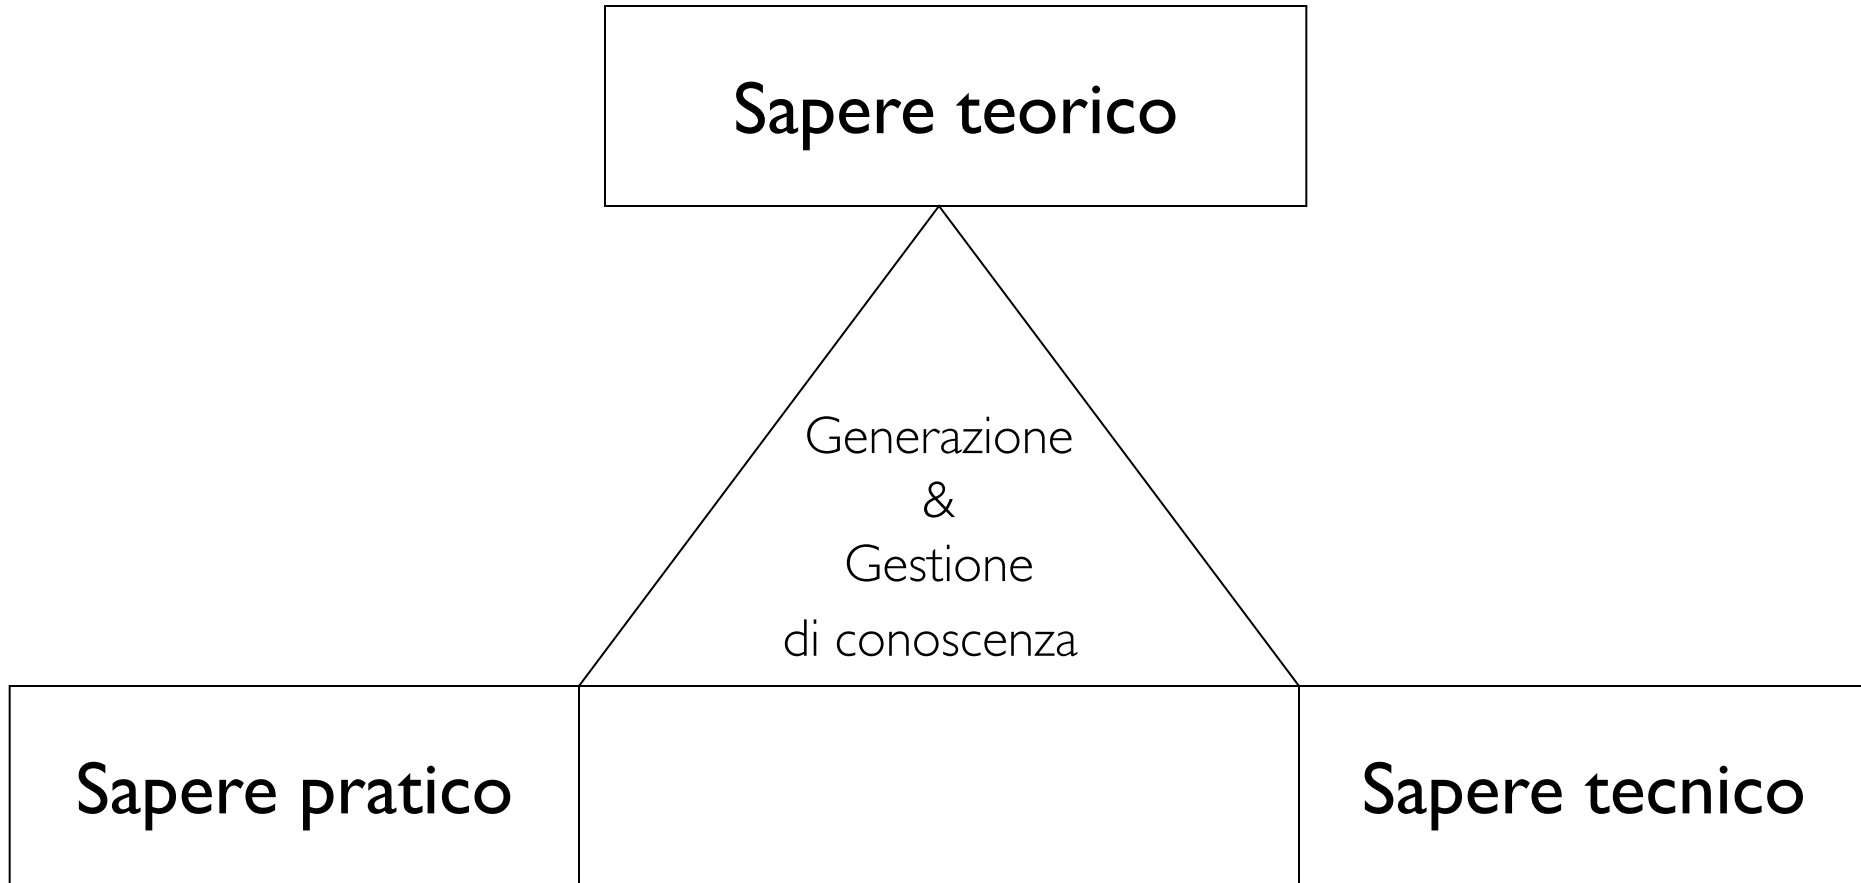 Sapere teorico
Generazione
&
Gestione
di conoscenza
Sapere pratico
Sapere tecnico